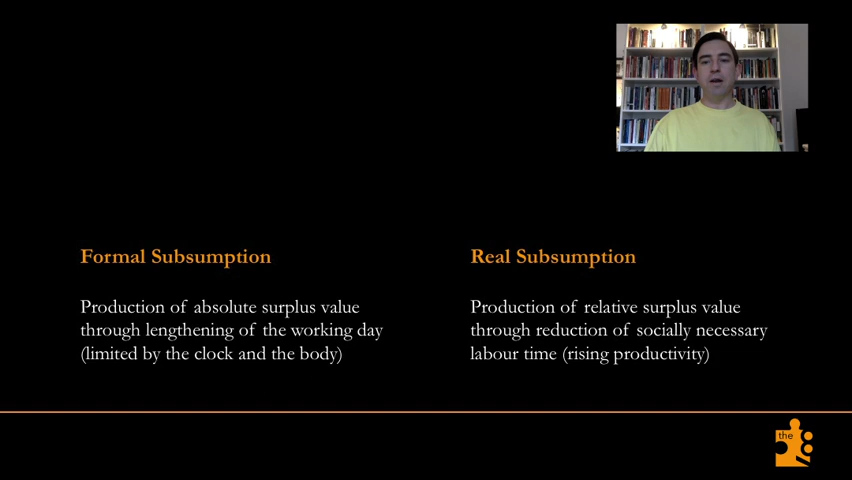 Formal Subsumption
Production of absolute surplus value
through lengthening of the working day
(limited by the clock and the body)
Real Subsumption
Production of relative surplus value
through reduction of socially necessary
labour time (rising productivity)
the